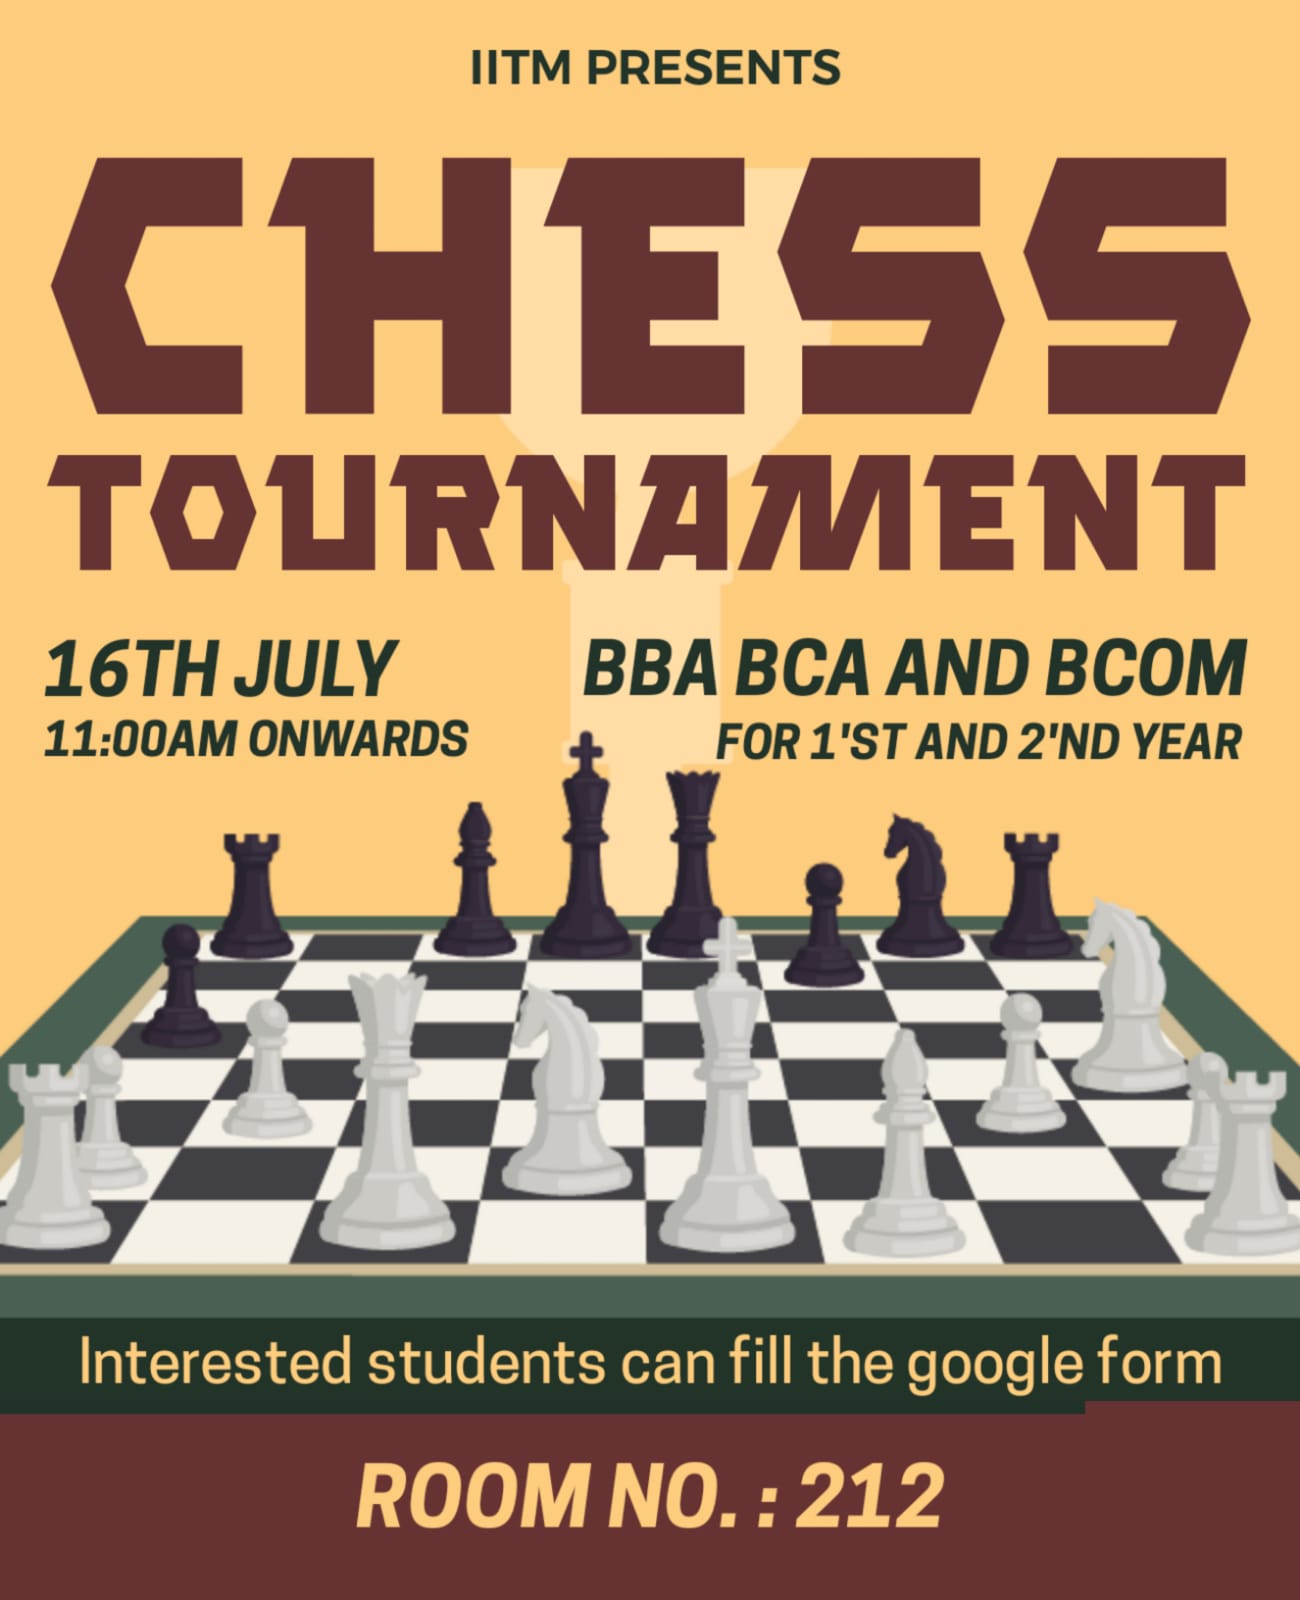 IITM PRESENTS
CHESS
TOURNAMENT
16TH JULY
11:00AM ONWARDS
BBA BCA AND BCOM
FOR 1'ST AND 2'ND YEAR
Interested students can fill the google form
ROOM NO. : 212